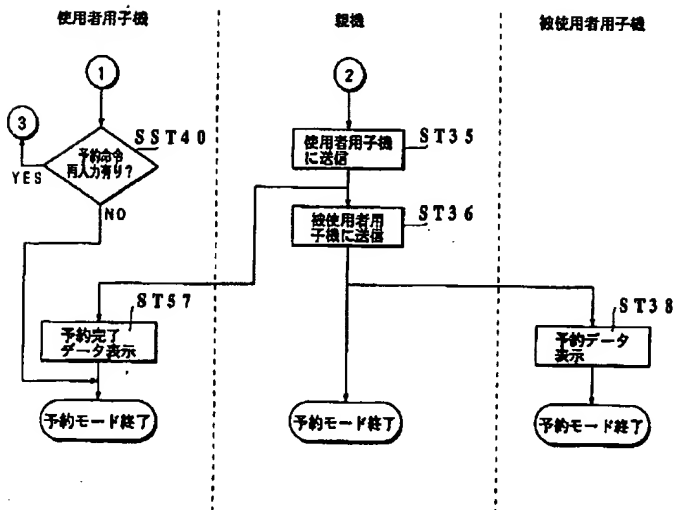 使用者用子機
親機
被使用者用子機
1
2
3
SST40
予約命令
再入力有り?
YES
NO
使用者用子機
に送信
ST35
被使用者用
子機に送信
ST36
ST57
予約完了
データ表示
ST38
予約データ
表示
予約モード終了
予約モード終了
予約モード終了